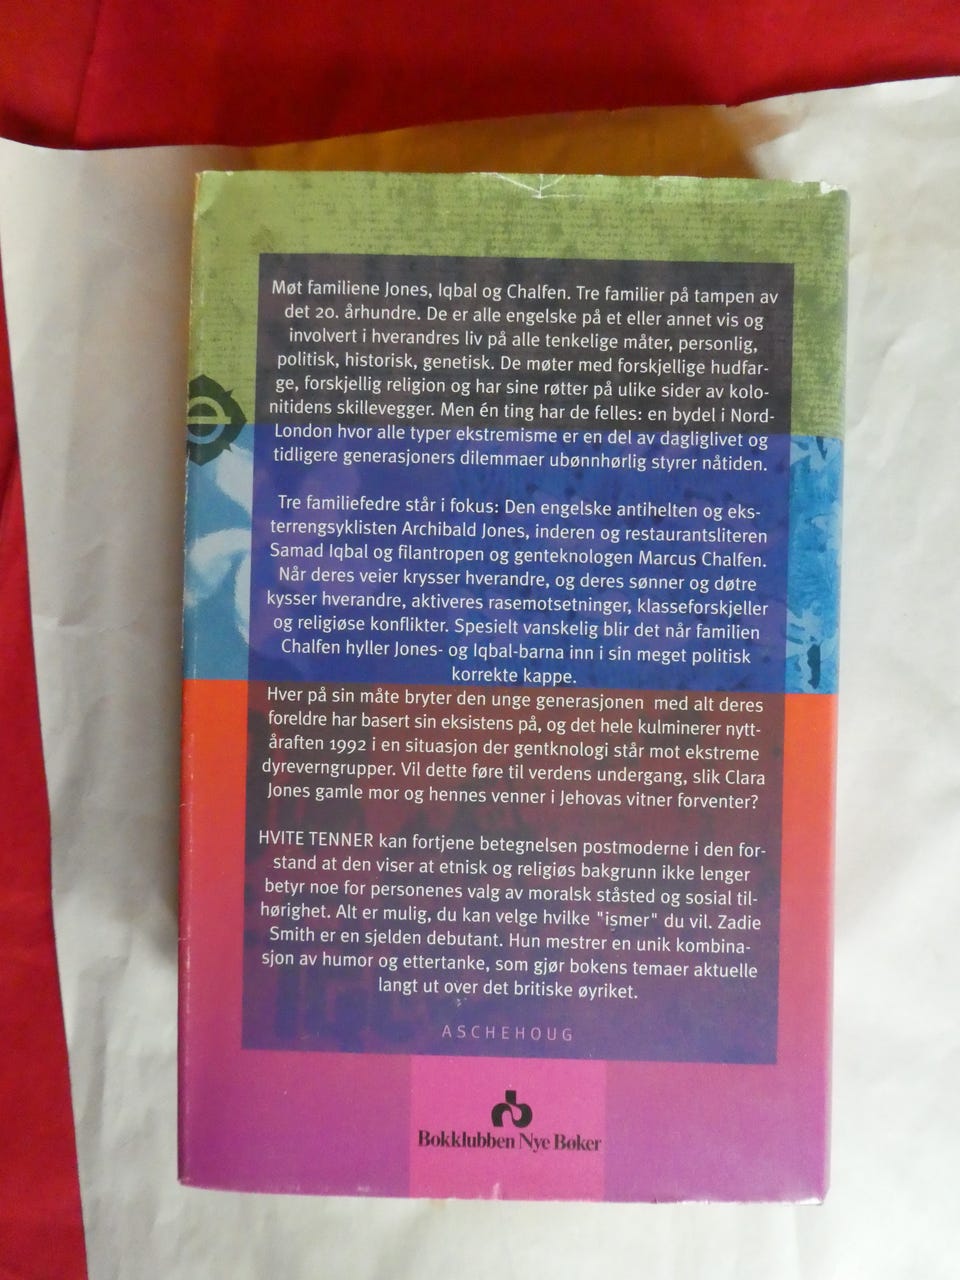 Møt familiene Jones, Iqbal og Chalfen. Tre familier på tampen av
det 20. århundre. De er alle engelske på et eller annet vis og
involvert i hverandres liv på alle tenkelige måter, personlig,
politisk, historisk, genetisk. De møter med forskjellige hudfar-
ge, forskjellig religion og har sine røtter på ulike sider av kolo-
nitidens skillevegger. Men én ting har de felles: en bydel i Nord-
London hvor alle typer ekstremisme er en del av dagliglivet og
tidligere generasjoners dilemmaer ubønnhørlig styrer nåtiden.
Tre familiefedre står i fokus: Den engelske antihelten og eks-
terrengsyklisten Archibald Jones, inderen og restaurantsliteren
Samad Iqbal og filantropen og genteknologen Marcus Chalfen.
Når deres veier krysser hverandre, og deres sønner og døtre
kysser hverandre, aktiveres rasemotsetninger, klasseforskjeller
og religiøse konflikter. Spesielt vanskelig blir det når familien
Chalfen hyller Jones- og Iqbal-barna inn i sin meget politisk
korrekte kappe.
Hver på sin måte bryter den unge generasjonen med alt deres
foreldre har basert sin eksistens på, og det hele kulminerer nytt-
åraften 1992 i en situasjon der gentknologi står mot ekstreme
dyreverngrupper. Vil dette føre til verdens undergang, slik Clara
Jones gamle mor og hennes venner i Jehovas vitner forventer?
HVITE TENNER kan fortjene betegnelsen postmoderne i den for-
stand at den viser at etnisk og religiøs bakgrunn ikke lenger
betyr noe for personenes valg av moralsk ståsted og sosial til-
hørighet. Alt er mulig, du kan velge hvilke "ismer" du vil. Zadie
Smith er en sjelden debutant. Hun mestrer en unik kombina-
sjon av humor og ettertanke, som gjør bokens temaer aktuelle
langt ut over det britiske øyriket.
ASCHEHOUG
Bokklubben Nye Bøker